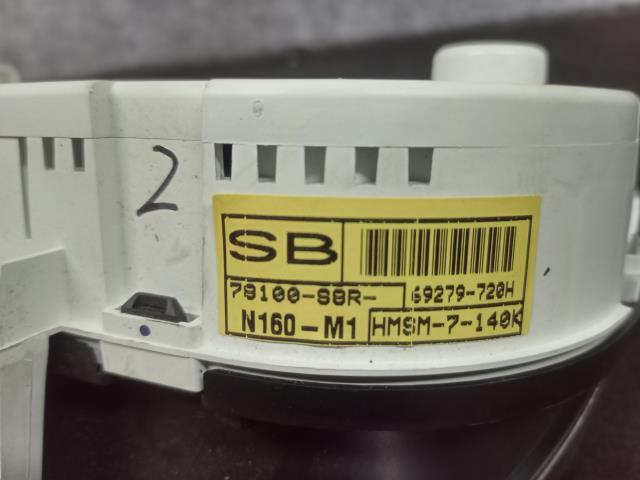 2
SB
78100-S8R-
69279-720H
N160-M1
HMSM-7-140K